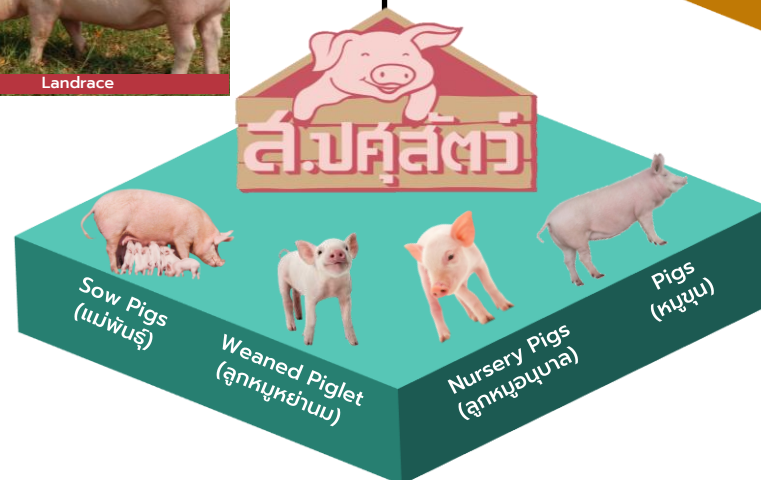 Landrace
ส.ปศุสัตว์
Sow Pigs
(แม่พันธุ์)
Weaned Piglet
(ลูกหมูหย่านม)
Nursery Pigs
(ลูกหมูอนุบาล)
Pigs
(หมูขุน)